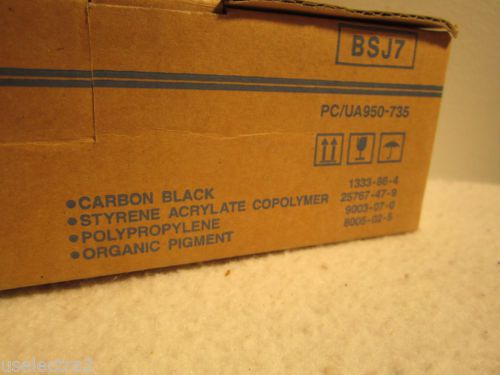 BSJ7
PC/UA950-735
•CARBON BLACK 1333-86-4
•STYRENE ACRYLATE COPOLYMER 25767-47-9
•POLYPROPYLENE 9003-07-0
•ORGANIC PIGMENT 8005-02-5
uselectra2